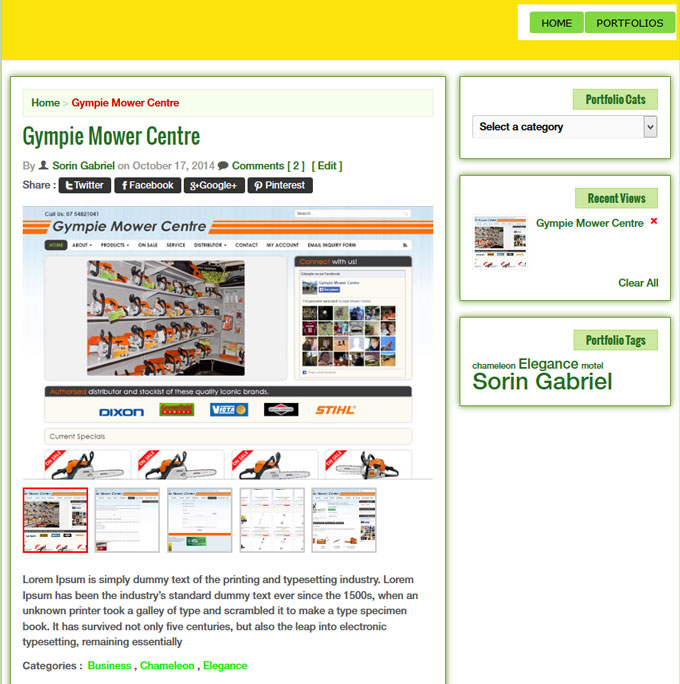 HOME PORTFOLIOS
Home > Gympie Mower Centre
Gympie Mower Centre
By Sorin Gabriel on October 17, 2014 Comments [ 2 ] [ Edit ]
Share : Twitter Facebook g+Google+ Pinterest
Call Us: 07 54821041
Search...
Gympie Mower Centre
HOME ABOUT PRODUCTS ON SALE SERVICE DISTRIBUTOR CONTACT MY ACCOUNT EMAIL INQUIRY FORM
Connect with us!
Gympie Mower Centre
Authorised distributor and stockist of these quality iconic brands.
DIXON VICTA STIHL
Current Specials
ON SALE ON SALE ON SALE
Lorem Ipsum is simply dummy text of the printing and typesetting industry. Lorem
Ipsum has been the industry's standard dummy text ever since the 1500s, when an
unknown printer took a galley of type and scrambled it to make a type specimen
book. It has survived not only five centuries, but also the leap into electronic
typesetting, remaining essentially
Categories : Business , Chameleon , Elegance
Portfolio Cats
Select a category
Recent Views
Gympie Mower Centre
Clear All
Portfolio Tags
chameleon Elegance motel
Sorin Gabriel